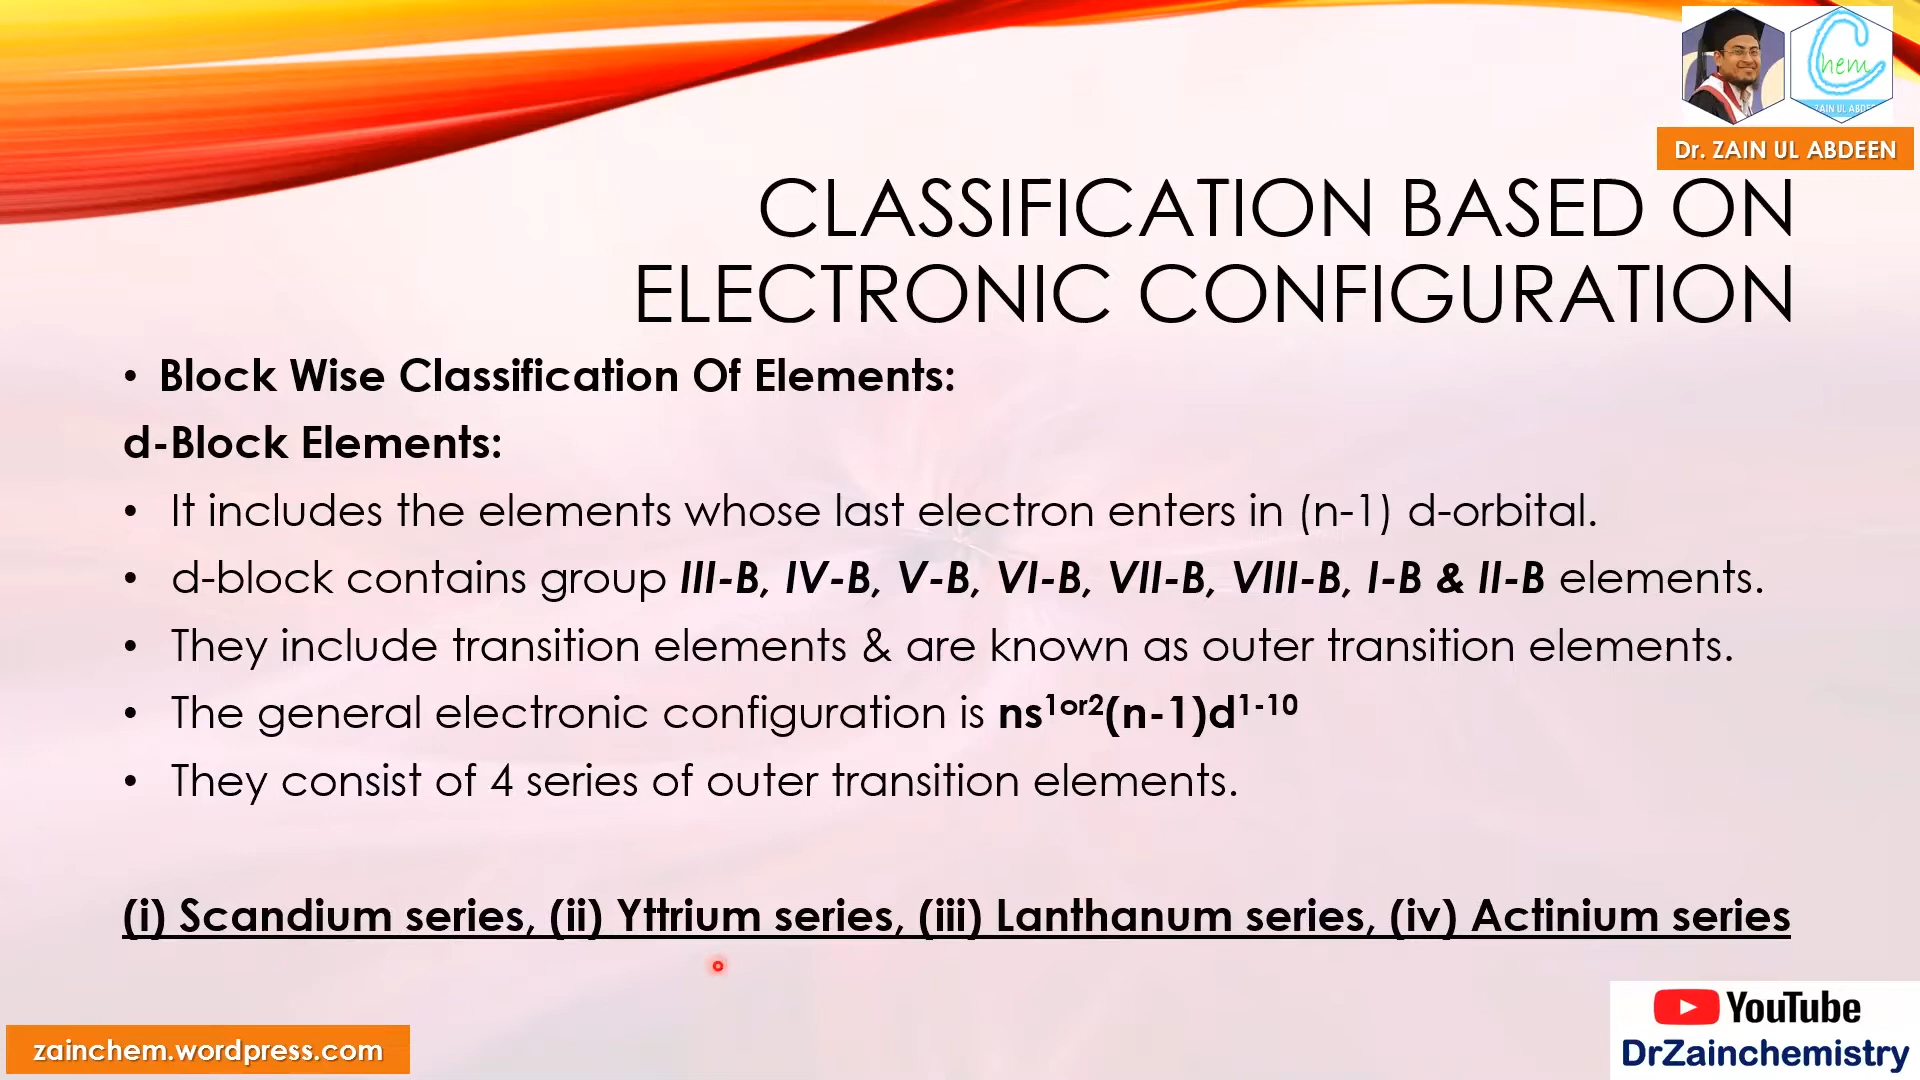 Chem
ZAIN UL ABDEEN
Dr. ZAIN UL ABDEEN
CLASSIFICATION BASED ON
ELECTRONIC CONFIGURATION
• Block Wise Classification Of Elements:
d-Block Elements:
• It includes the elements whose last electron enters in (n-1) d-orbital.
• d-block contains group III-B, IV-B, V-B, VI-B, VII-B, VIII-B, I-B & II-B elements.
• They include transition elements & are known as outer transition elements.
• The general electronic configuration is ns¹ᵒʳ²(n-1)d¹⁻¹⁰
• They consist of 4 series of outer transition elements.
(i) Scandium series, (ii) Yttrium series, (iii) Lanthanum series, (iv) Actinium series
YouTube
DrZainchemistry
zainchem.wordpress.com